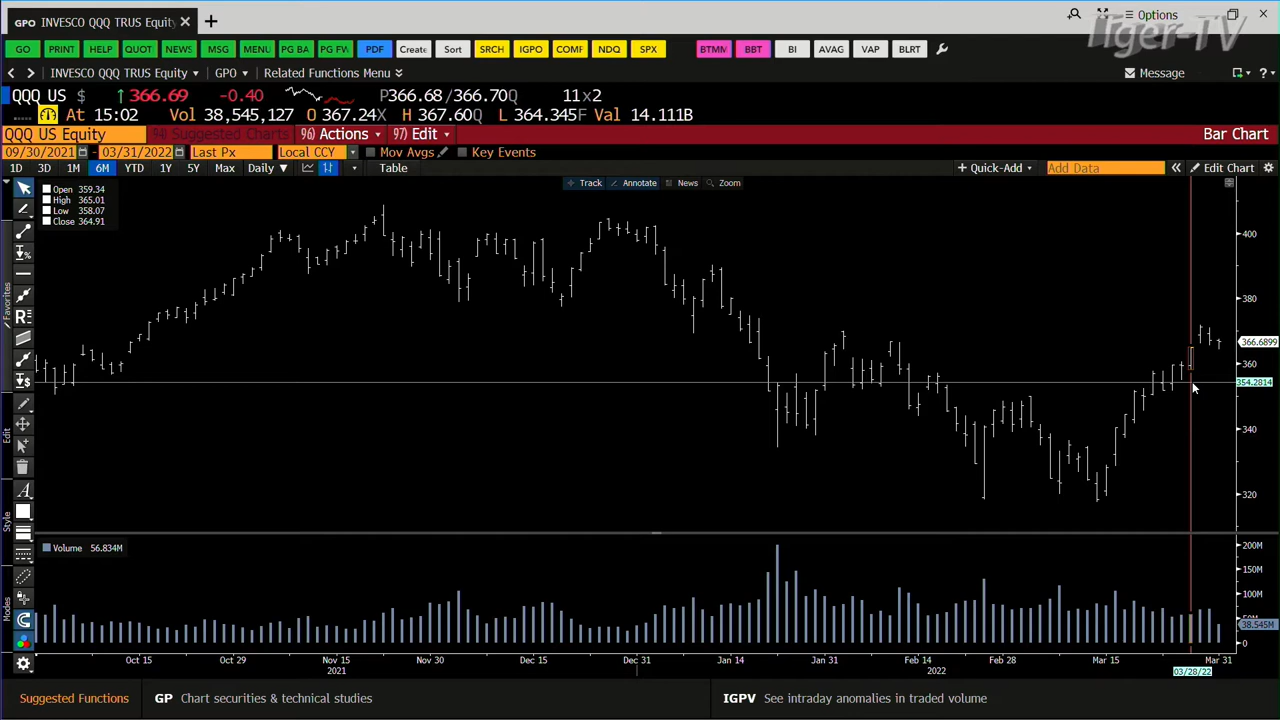 GPO INVESCO QQQ TRUS Equity × +
Options
Tiger-TV
GO PRINT HELP QUOT NEWS MSG MENU PG BA PG FV PDF Create Sort SRCH IGPO COMF NDQ SPX BTMM BBT BI AVAG VAP BLRT
< > INVESCO QQQ TRUS Equity GPO Related Functions Menu Message
QQQ US $ ↑366.69 -0.40 P366.68/366.70Q 11x2
At 15:02 Vol 38,545,127 O 367.24X H 367.60Q L 364.345F Val 14.111B
QQQ US Equity 94) Suggested Charts 96) Actions 97) Edit Bar Chart
09/30/2021 - 03/31/2022 Last Px Local CCY Mov Avgs Key Events
1D 3D 1M 6M YTD 1Y 5Y Max Daily ▼ Table + Quick-Add Add Data « Edit Chart
Track Annotate News Zoom
Open 359.34
High 365.01
Low 358.07
Close 364.91
400
380
366.6899
360
354.2814
340
320
Favorites
Edit
Style
Modes
Volume 56.834M
200M
150M
100M
38.545M
0
Oct 15 Oct 29 Nov 15 Nov 30 Dec 15 Dec 31 Jan 14 Jan 31 Feb 14 Feb 28 Mar 15 Mar 31
2021 2022 03/28/22
Suggested Functions GP Chart securities & technical studies IGPV See intraday anomalies in traded volume